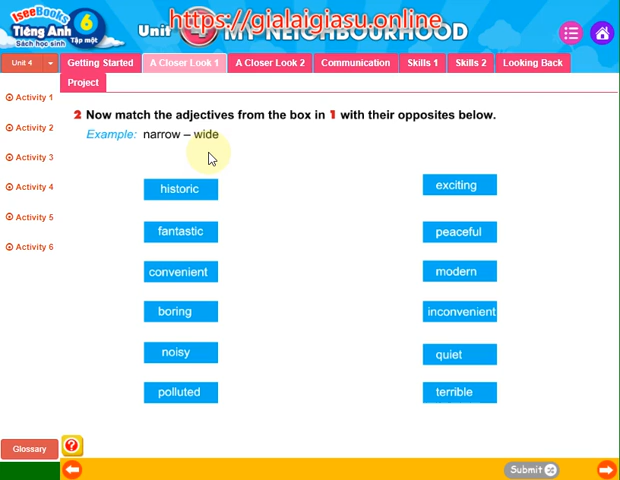 IseeBooks
Tiếng Anh 6
Sách học sinh Tập một
Unit 4 MY NEIGHBOURHOOD
https://gialaigiasu.online
Unit 4
Getting Started
A Closer Look 1
A Closer Look 2
Communication
Skills 1
Skills 2
Looking Back
Project
Activity 1
Activity 2
Activity 3
Activity 4
Activity 5
Activity 6
2 Now match the adjectives from the box in 1 with their opposites below.
Example: narrow – wide
historic
exciting
fantastic
peaceful
convenient
modern
boring
inconvenient
noisy
quiet
polluted
terrible
Glossary
?
Submit